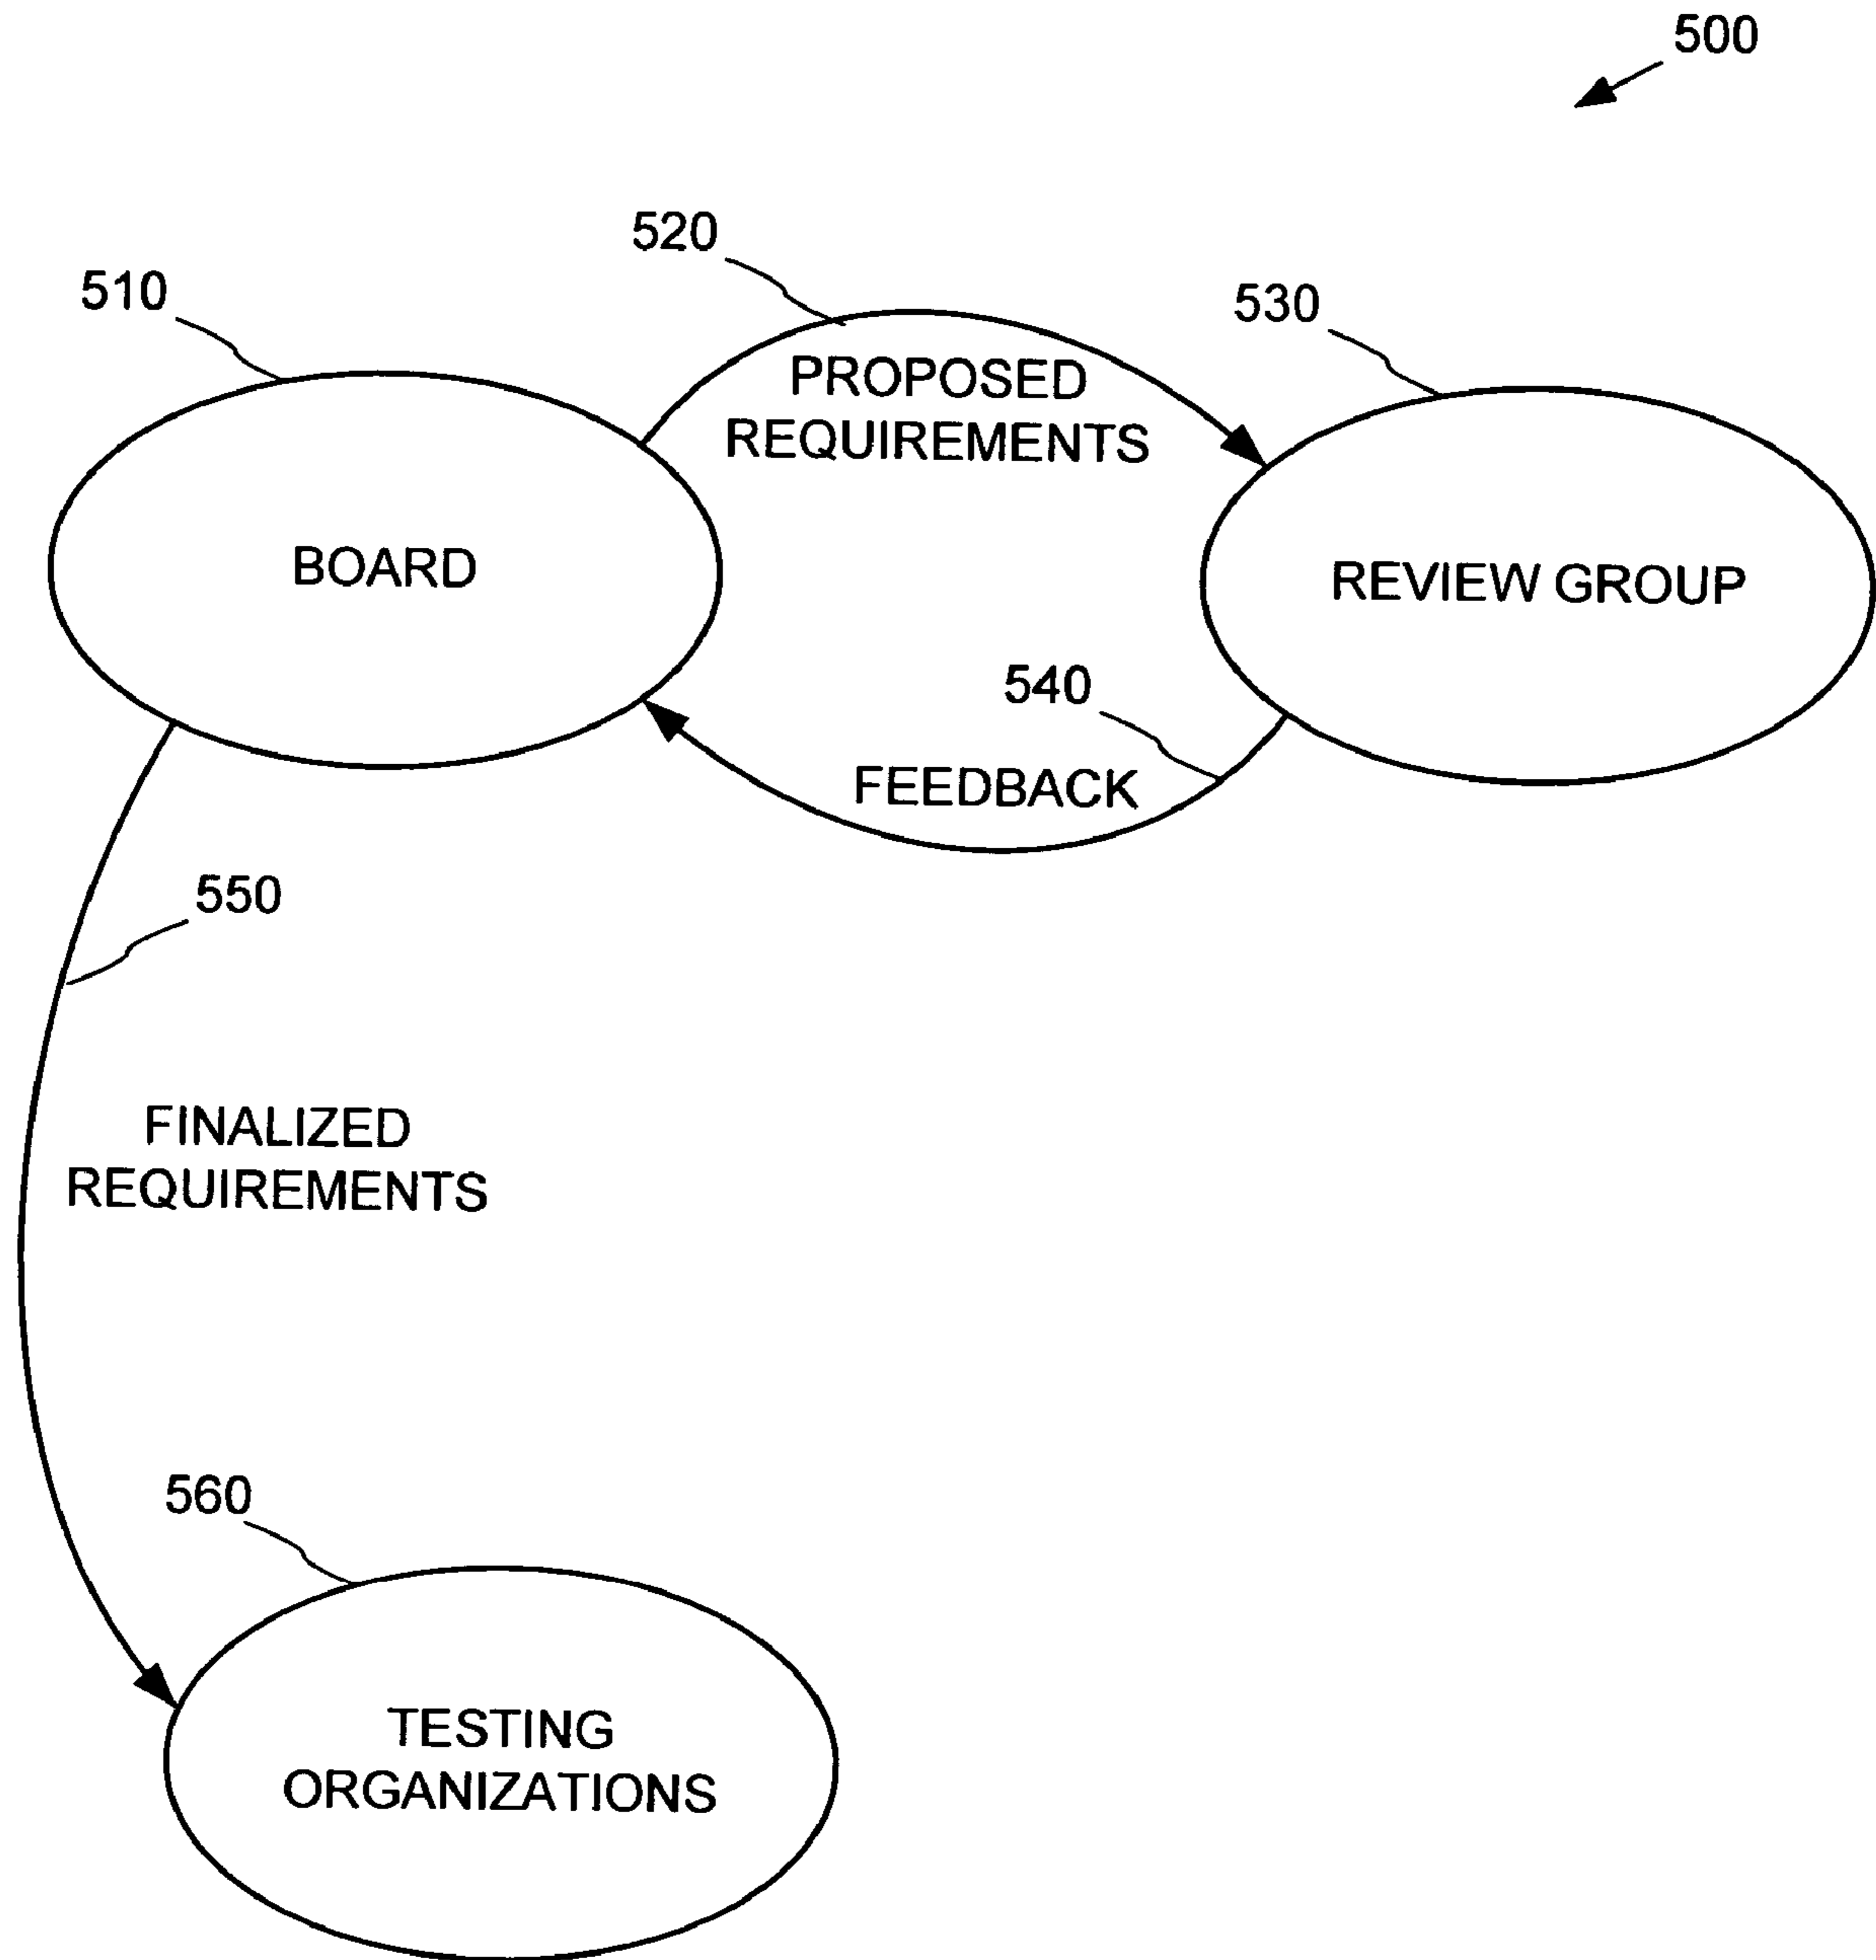 500
520
510
530
PROPOSED
REQUIREMENTS
BOARD
REVIEW GROUP
540
FEEDBACK
550
FINALIZED
REQUIREMENTS
560
TESTING
ORGANIZATIONS